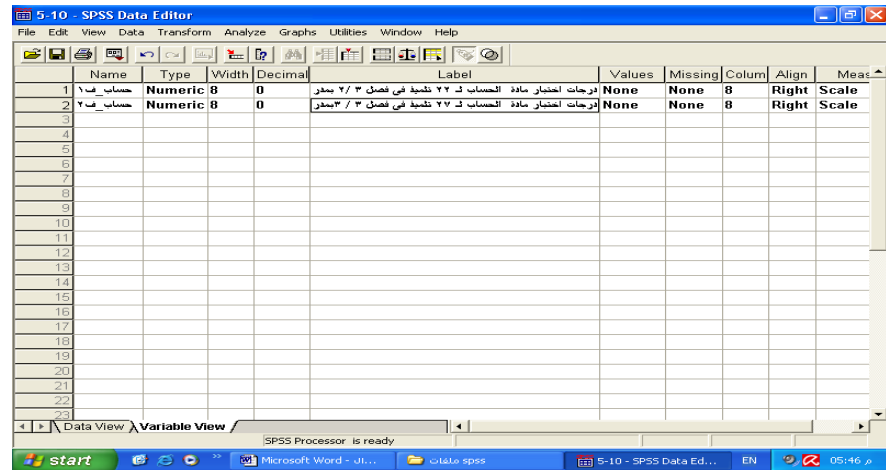 5-10 - SPSS Data Editor
File Edit View Data Transform Analyze Graphs Utilities Window Help
Name Type Width Decimal Label Values Missing Colum Align Meas
1 حساب_ف١ Numeric 8 0 درجات اختبار مادة الحساب لـ ٢٢ تلميذ فى فصل ٣ /٢ بمدر None None 8 Right Scale
2 حساب_ف٢ Numeric 8 0 درجات اختبار مادة الحساب لـ ٢٧ تلميذ فى فصل ٣ / ٣بمدر None None 8 Right Scale
3
4
5
6
7
8
9
10
11
12
13
14
15
16
17
18
19
20
21
22
23
Data View Variable View
SPSS Processor is ready
start Microsoft Word - ال... ملفات spss 5-10 - SPSS Data Ed... EN 05:46 م